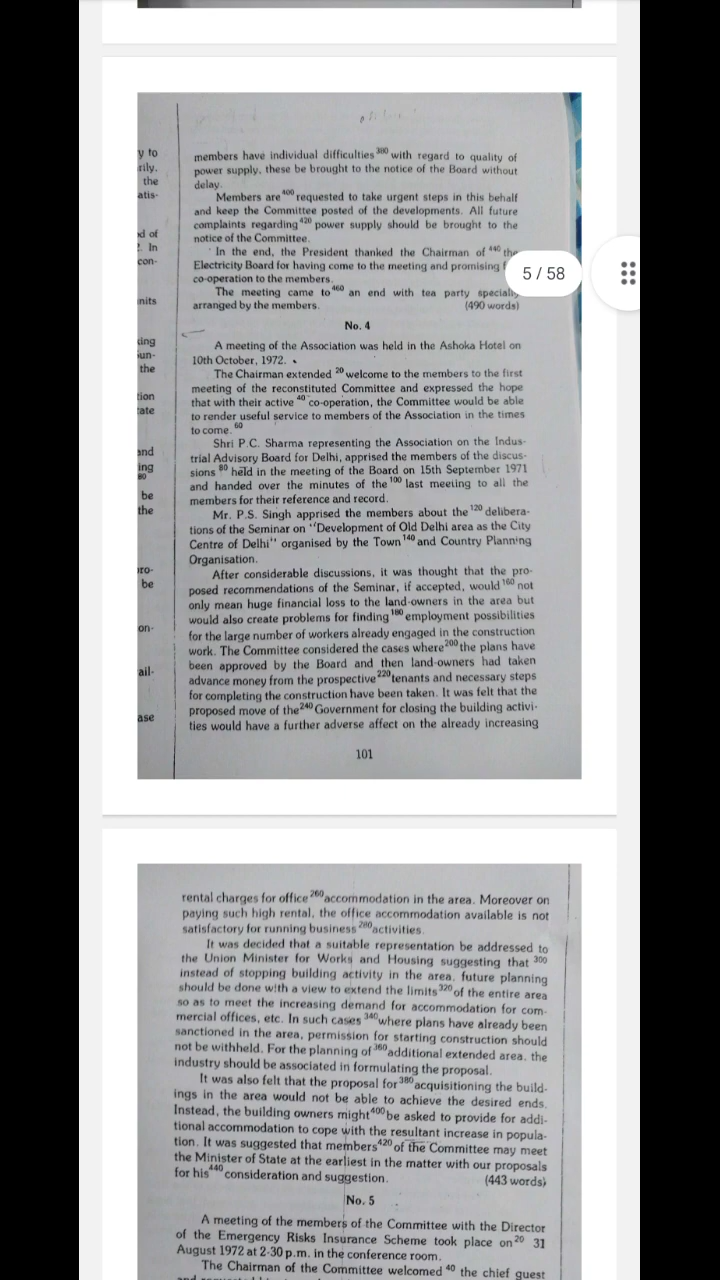 y to
rily,
the
atis-
d of
. In
con-
nits
ing
un-
the
tion
ate
and
ing
80
be
the
ro-
be
on-
ail-
ase
members have individual difficulties 380 with regard to quality of
power supply, these be brought to the notice of the Board without
delay.
Members are 400 requested to take urgent steps in this behalf
and keep the Committee posted of the developments. All future
complaints regarding 420 power supply should be brought to the
notice of the Committee.
In the end, the President thanked the Chairman of 440 the
Electricity Board for having come to the meeting and promising
co-operation to the members.
The meeting came to 460 an end with tea party specially
arranged by the members. (490 words)
5 / 58
No. 4
A meeting of the Association was held in the Ashoka Hotel on
10th October, 1972.
The Chairman extended 20 welcome to the members to the first
meeting of the reconstituted Committee and expressed the hope
that with their active 40 co-operation, the Committee would be able
to render useful service to members of the Association in the times
to come. 60
Shri P.C. Sharma representing the Association on the Indus-
trial Advisory Board for Delhi, apprised the members of the discus-
sions 80 held in the meeting of the Board on 15th September 1971
and handed over the minutes of the 100 last meeting to all the
members for their reference and record.
Mr. P.S. Singh apprised the members about the 120 delibera-
tions of the Seminar on "Development of Old Delhi area as the City
Centre of Delhi" organised by the Town 140 and Country Planning
Organisation.
After considerable discussions, it was thought that the pro-
posed recommendations of the Seminar, if accepted, would 160 not
only mean huge financial loss to the land-owners in the area but
would also create problems for finding 180 employment possibilities
for the large number of workers already engaged in the construction
work. The Committee considered the cases where 200 the plans have
been approved by the Board and then land-owners had taken
advance money from the prospective 220 tenants and necessary steps
for completing the construction have been taken. It was felt that the
proposed move of the 240 Government for closing the building activi-
ties would have a further adverse affect on the already increasing
101
rental charges for office 260 accommodation in the area. Moreover on
paying such high rental, the office accommodation available is not
satisfactory for running business 280 activities.
It was decided that a suitable representation be addressed to
the Union Minister for Works and Housing suggesting that 300
instead of stopping building activity in the area, future planning
should be done with a view to extend the limits 320 of the entire area
so as to meet the increasing demand for accommodation for com-
mercial offices, etc. In such cases 340 where plans have already been
sanctioned in the area, permission for starting construction should
not be withheld. For the planning of 360 additional extended area, the
industry should be associated in formulating the proposal.
It was also felt that the proposal for 380 acquisitioning the build-
ings in the area would not be able to achieve the desired ends.
Instead, the building owners might 400 be asked to provide for addi-
tional accommodation to cope with the resultant increase in popula-
tion. It was suggested that members 420 of the Committee may meet
the Minister of State at the earliest in the matter with our proposals
for his 440 consideration and suggestion. (443 words)
No. 5
A meeting of the members of the Committee with the Director
of the Emergency Risks Insurance Scheme took place on 20 31
August 1972 at 2-30 p.m. in the conference room.
The Chairman of the Committee welcomed 40 the chief guest